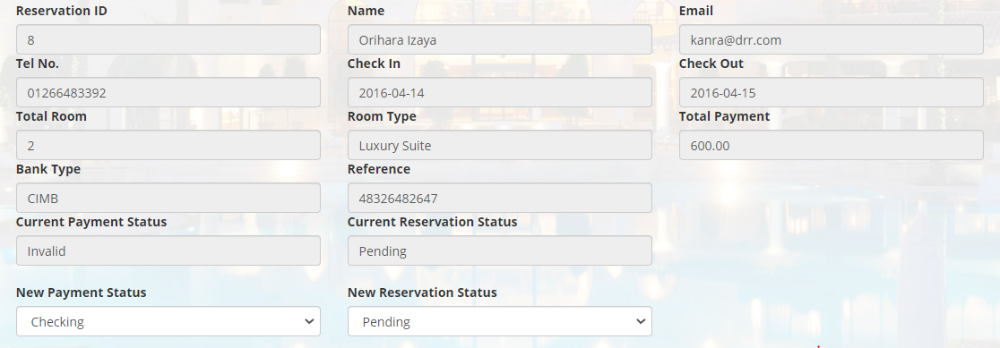 Reservation ID Name Email
8 Orihara Izaya kanra@drr.com
Tel No. Check In Check Out
01266483392 2016-04-14 2016-04-15
Total Room Room Type Total Payment
2 Luxury Suite 600.00
Bank Type Reference
CIMB 48326482647
Current Payment Status Current Reservation Status
Invalid Pending
New Payment Status New Reservation Status
Checking Pending